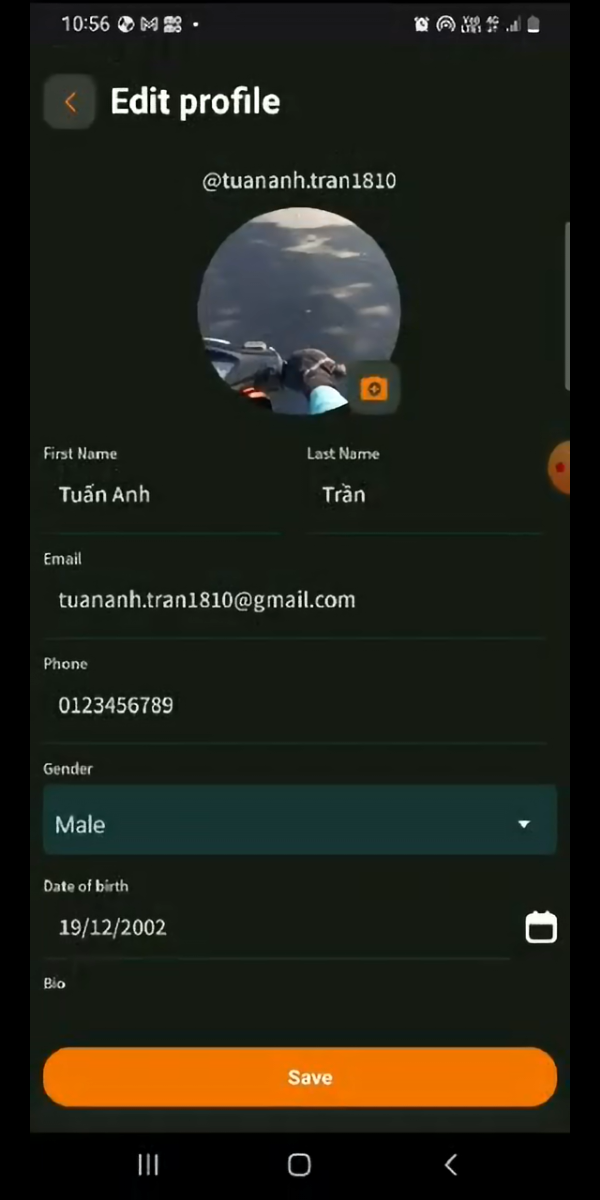 10:56
Edit profile
@tuananh.tran1810
First Name
Last Name
Tuấn Anh
Trần
Email
tuananh.tran1810@gmail.com
Phone
0123456789
Gender
Male
Date of birth
19/12/2002
Bio
Save